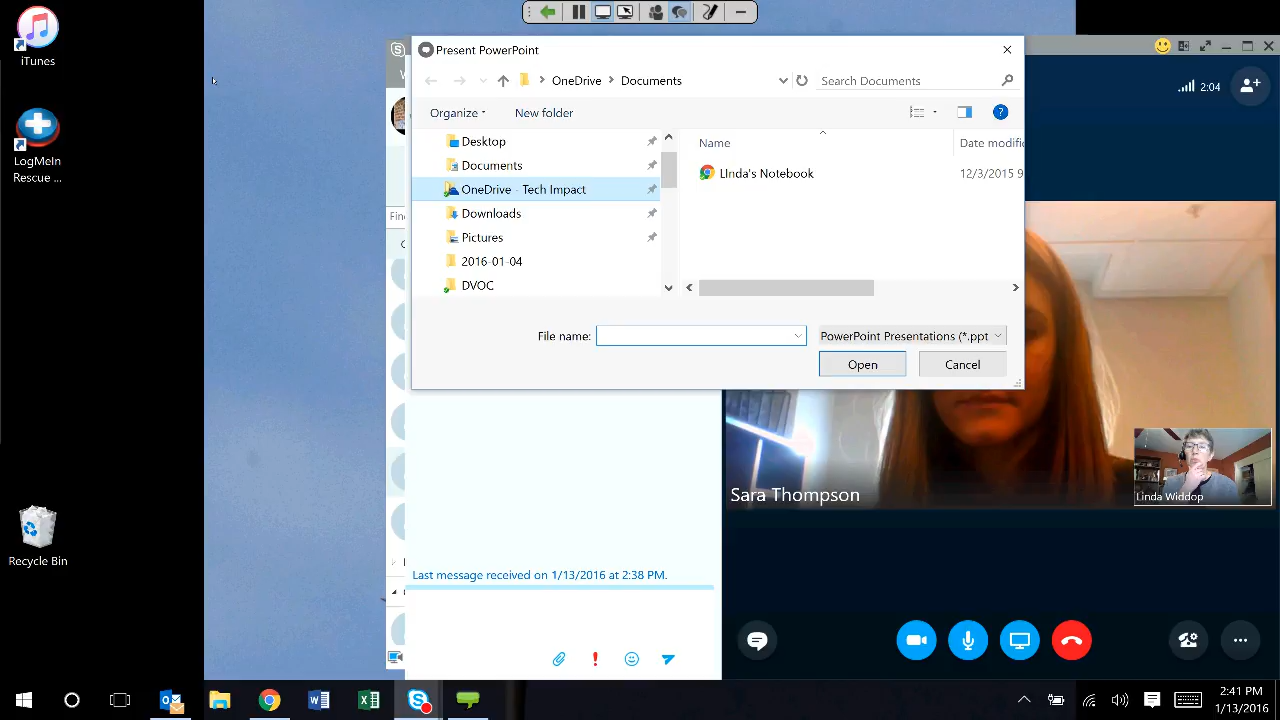 iTunes
LogMeIn
Rescue ...
Recycle Bin
Present PowerPoint
OneDrive
Documents
Search Documents
Organize
New folder
Desktop
Documents
OneDrive - Tech Impact
Downloads
Pictures
2016-01-04
DVOC
Name
Date modifi
LInda's Notebook
12/3/2015 9
File name:
PowerPoint Presentations (*.ppt
Open
Cancel
2:04
Find
Sara Thompson
Linda Widdop
Last message received on 1/13/2016 at 2:38 PM.
2:41 PM
1/13/2016